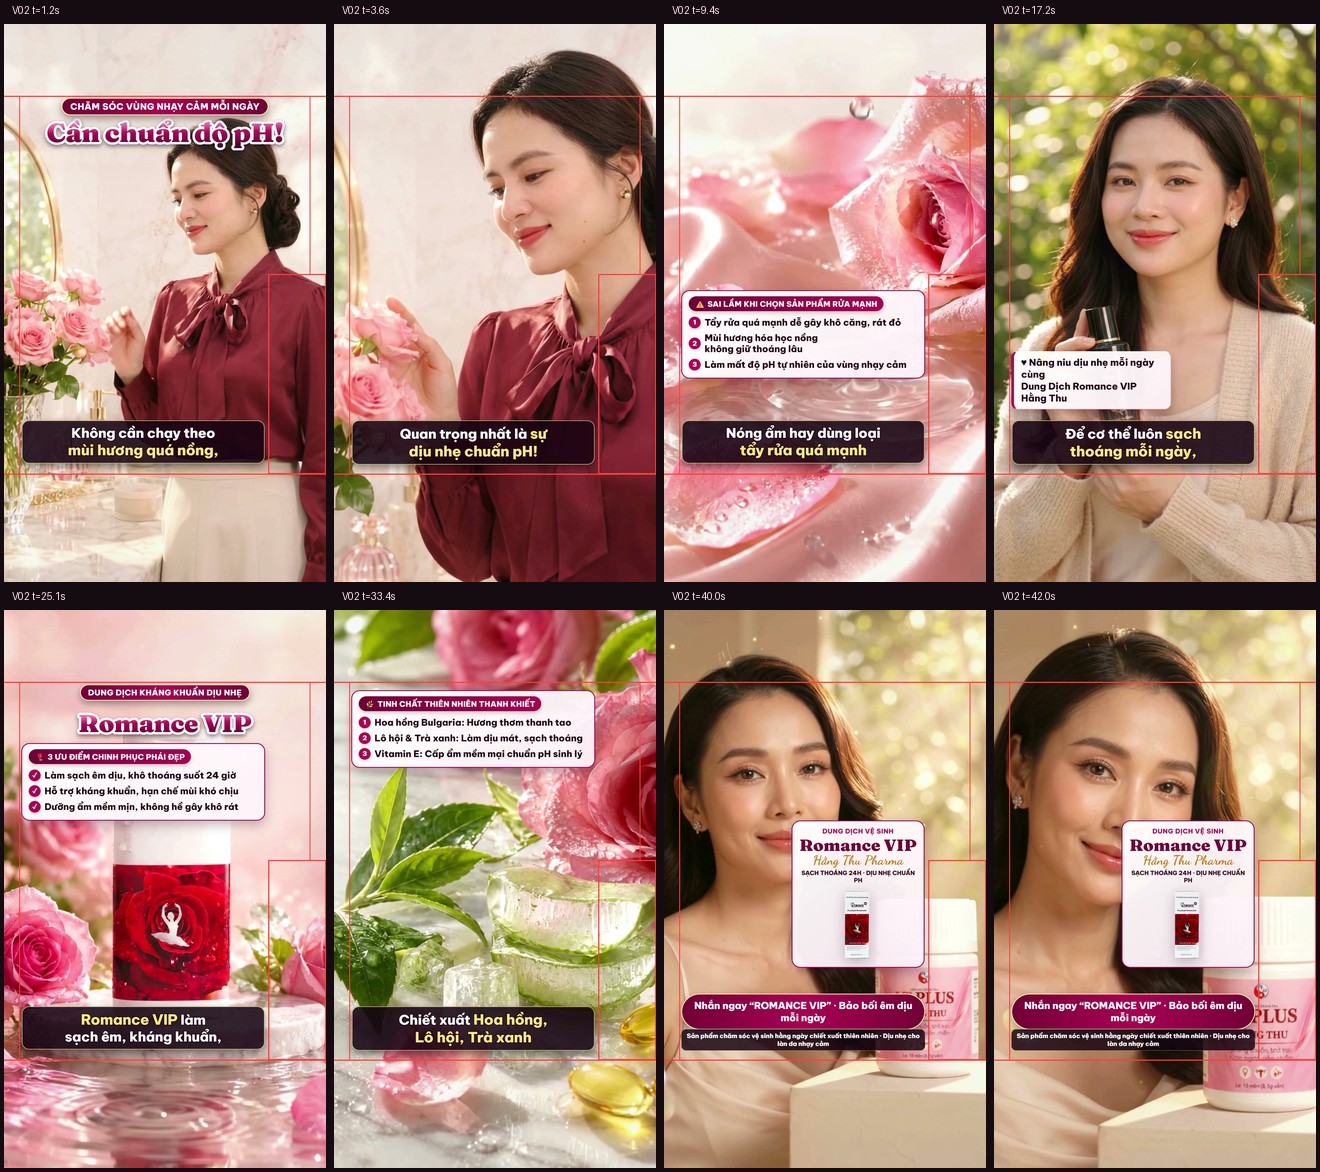 V02 t=1.2s
CHĂM SÓC VÙNG NHẠY CẢM MỖI NGÀY
Cần chuẩn độ pH!
Không cần chạy theo
mùi hương quá nồng,
V02 t=3.6s
Quan trọng nhất là sự
dịu nhẹ chuẩn pH!
V02 t=9.4s
SAI LẦM KHI CHỌN SẢN PHẨM RỬA MẠNH
1 Tẩy rửa quá mạnh dễ gây khô căng, rát đỏ
2 Mùi hương hóa học nồng
không giữ thoáng lâu
3 Làm mất độ pH tự nhiên của vùng nhạy cảm
Nóng ẩm hay dùng loại
tẩy rửa quá mạnh
V02 t=17.2s
♥ Nâng niu dịu nhẹ mỗi ngày
cùng
Dung Dịch Romance VIP
Hằng Thu
Để cơ thể luôn sạch
thoáng mỗi ngày,
V02 t=25.1s
DUNG DỊCH KHÁNG KHUẨN DỊU NHẸ
Romance VIP
3 ƯU ĐIỂM CHINH PHỤC PHÁI ĐẸP
✓ Làm sạch êm dịu, khô thoáng suốt 24 giờ
✓ Hỗ trợ kháng khuẩn, hạn chế mùi khó chịu
✓ Dưỡng ẩm mềm mịn, không hề gây khô rát
Romance VIP làm
sạch êm, kháng khuẩn,
V02 t=33.4s
TINH CHẤT THIÊN NHIÊN THANH KHIẾT
1 Hoa hồng Bulgaria: Hương thơm thanh tao
2 Lô hội & Trà xanh: Làm dịu mát, sạch thoáng
3 Vitamin E: Cấp ẩm mềm mại chuẩn pH sinh lý
Chiết xuất Hoa hồng,
Lô hội, Trà xanh
V02 t=40.0s
DUNG DỊCH VỆ SINH
Romance VIP
Hằng Thu Pharma
SẠCH THOÁNG 24H · DỊU NHẸ CHUẨN
PH
PLUS
THU
Nhắn ngay “ROMANCE VIP” · Bảo bối êm dịu
mỗi ngày
Sản phẩm chăm sóc vệ sinh hằng ngày chiết xuất thiên nhiên · Dịu nhẹ cho
làn da nhạy cảm
V02 t=42.0s
DUNG DỊCH VỆ SINH
Romance VIP
Hằng Thu Pharma
SẠCH THOÁNG 24H · DỊU NHẸ CHUẨN
PH
PLUS
THU
Nhắn ngay “ROMANCE VIP” · Bảo bối êm dịu
mỗi ngày
Sản phẩm chăm sóc vệ sinh hằng ngày chiết xuất thiên nhiên · Dịu nhẹ cho
làn da nhạy cảm